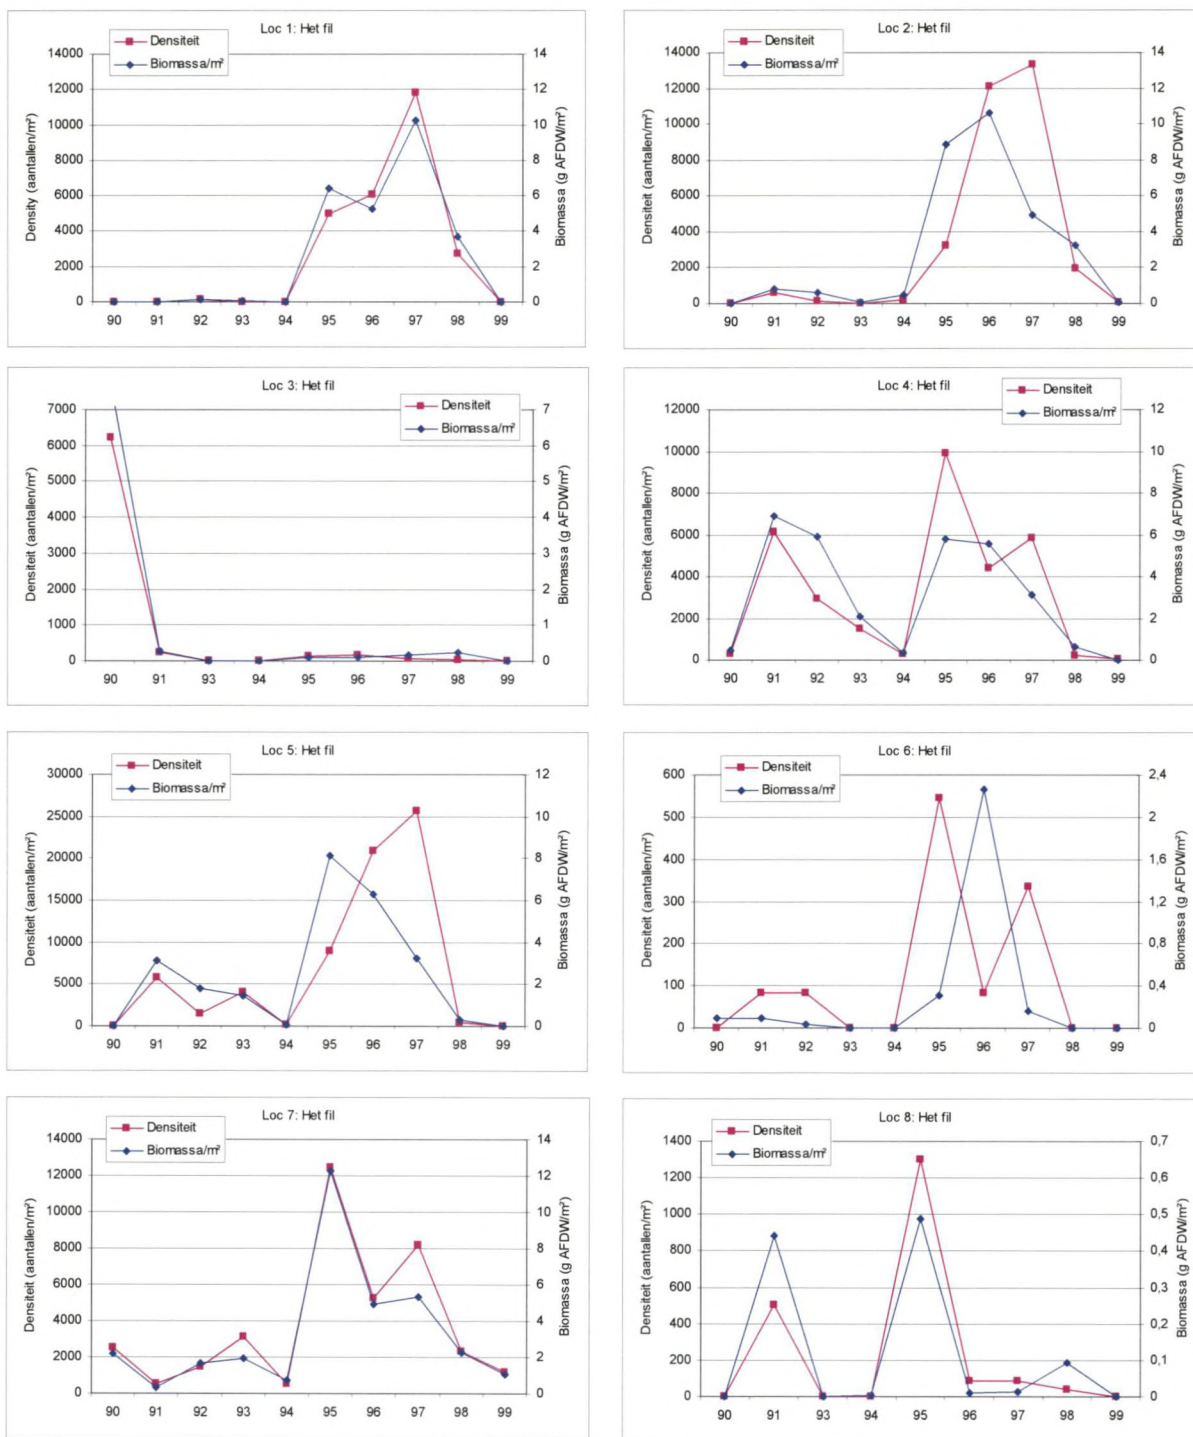 Loc 1: Het fil
Densiteit
Biomassa/m²
14000
12000
10000
8000
6000
4000
2000
0
14
12
10
8
6
4
2
0
90 91 92 93 94 95 96 97 98 99
Density (aantallen/m²)
Biomassa (g AFDW/m²)
Loc 2: Het fil
Densiteit
Biomassa/m²
14000
12000
10000
8000
6000
4000
2000
0
14
12
10
8
6
4
2
0
90 91 92 93 94 95 96 97 98 99
Densiteit (aantallen/m²)
Biomassa (g AFDW/m²)
Loc 3: Het fil
Densiteit
Biomassa/m²
7000
6000
5000
4000
3000
2000
1000
0
7
6
5
4
3
2
1
0
90 91 93 94 95 96 97 98 99
Densiteit (aantallen/m²)
Biomassa (g AFDW/m²)
Loc 4: Het fil
Densiteit
Biomassa/m²
12000
10000
8000
6000
4000
2000
0
12
10
8
6
4
2
0
90 91 92 93 94 95 96 97 98 99
Densiteit (aantallen/m²)
Biomassa (g AFDW/m²)
Loc 5: Het fil
Densiteit
Biomassa/m²
30000
25000
20000
15000
10000
5000
0
12
10
8
6
4
2
0
90 91 92 93 94 95 96 97 98 99
Densiteit (aantallen/m²)
Biomassa (g AFDW/m²)
Loc 6: Het fil
Densiteit
Biomassa/m²
600
500
400
300
200
100
0
2,4
2
1,6
1,2
0,8
0,4
0
90 91 92 93 94 95 96 97 98 99
Densiteit (aantallen/m²)
Biomassa (g AFDW/m²)
Loc 7: Het fil
Densiteit
Biomassa/m²
14000
12000
10000
8000
6000
4000
2000
0
14
12
10
8
6
4
2
0
90 91 92 93 94 95 96 97 98 99
Densiteit (aantallen/m²)
Biomassa (g AFDW/m²)
Loc 8: Het fil
Densiteit
Biomassa/m²
1400
1200
1000
800
600
400
200
0
0,7
0,6
0,5
0,4
0,3
0,2
0,1
0
90 91 93 94 95 96 97 98 99
Densiteit (aantallen/m²)
Biomassa (g AFDW/m²)